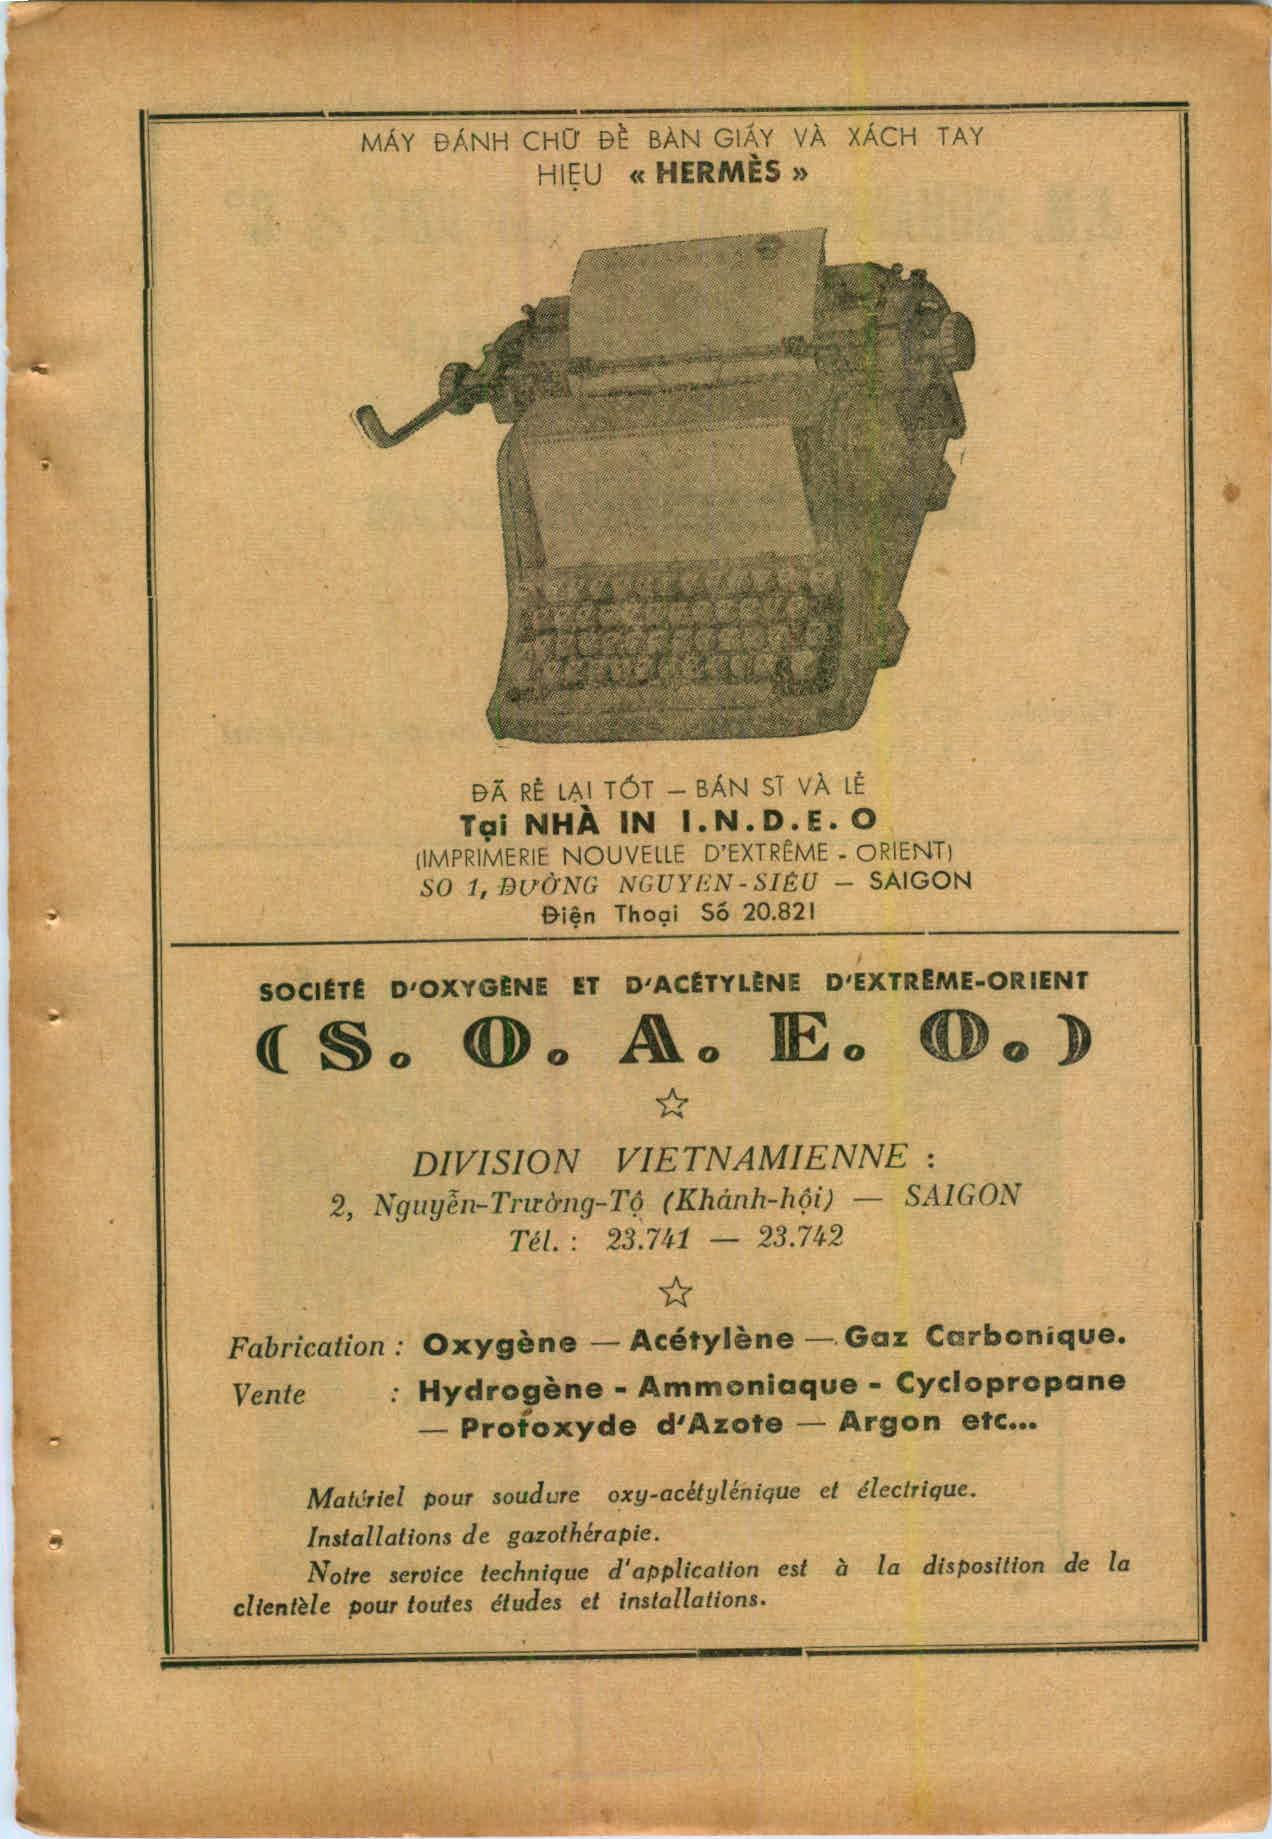 MÁY ĐÁNH CHỮ ĐỂ BÀN GIẤY VÀ XÁCH TAY
HIỆU « HERMÈS »
ĐÃ RẺ LẠI TỐT — BÁN SĨ VÀ LẺ
Tại NHÀ IN I.N.D.E.O
(IMPRIMERIE NOUVELLE D'EXTRÊME - ORIENT)
SO 1, ĐƯỜNG NGUYEN-SIÊU — SAIGON
Điện Thoại Số 20.821
SOCIÉTÉ D'OXYGÈNE ET D'ACÉTYLÈNE D'EXTRÊME-ORIENT
( S. O. A. E. O. )
DIVISION VIETNAMIENNE :
2, Nguyễn-Trường-Tộ (Khánh-hội) — SAIGON
Tél. : 23.741 — 23.742
Fabrication : Oxygène — Acétylène — Gaz Carbonique.
Vente : Hydrogène - Ammoniaque - Cyclopropane
— Protoxyde d'Azote — Argon etc...
Matériel pour soudure oxy-acétylénique et électrique.
Installations de gazothérapie.
Notre service technique d'application est à la disposition de la
clientèle pour toutes études et installations.